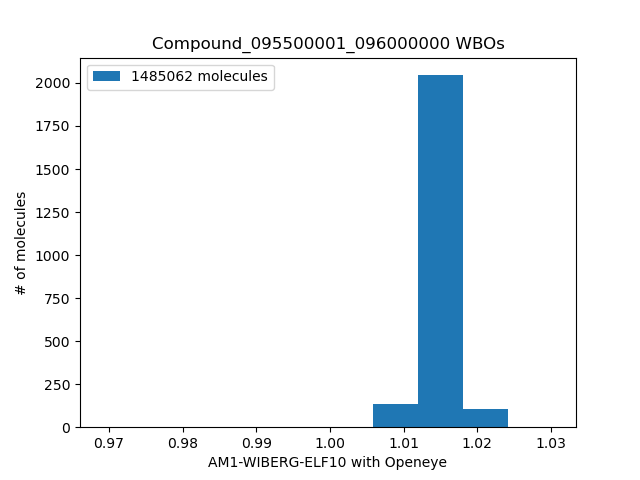 Compound_095500001_096000000 WBOs
1485062 molecules
# of molecules
2000
1750
1500
1250
1000
750
500
250
0
0.97 0.98 0.99 1.00 1.01 1.02 1.03
AM1-WIBERG-ELF10 with Openeye